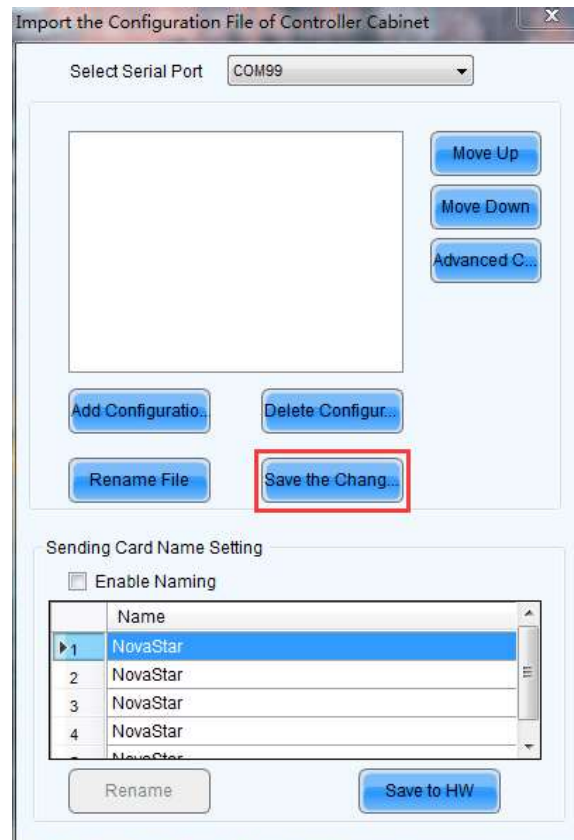 Import the Configuration File of Controller Cabinet
x
Select Serial Port COM99
Move Up
Move Down
Advanced C...
Add Configuratio...
Delete Configur...
Rename File
Save the Chang...
Sending Card Name Setting
Enable Naming
Name
1 NovaStar
2 NovaStar
3 NovaStar
4 NovaStar
NovaStar
Rename
Save to HW